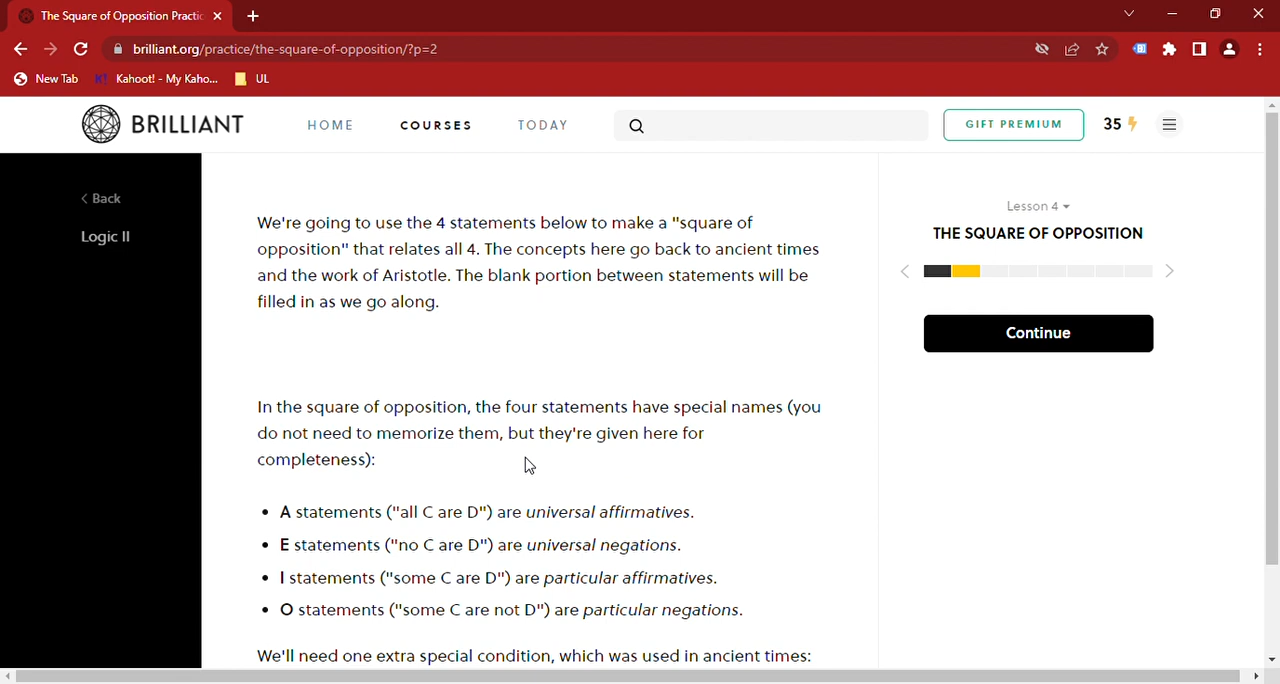 The Square of Opposition Practic
brilliant.org/practice/the-square-of-opposition/?p=2
New Tab
K! Kahoot! - My Kaho...
UL
BRILLIANT
HOME
COURSES
TODAY
GIFT PREMIUM
35
< Back
Logic II
We're going to use the 4 statements below to make a "square of
opposition" that relates all 4. The concepts here go back to ancient times
and the work of Aristotle. The blank portion between statements will be
filled in as we go along.
In the square of opposition, the four statements have special names (you
do not need to memorize them, but they're given here for
completeness):
• A statements ("all C are D") are universal affirmatives.
• E statements ("no C are D") are universal negations.
• I statements ("some C are D") are particular affirmatives.
• O statements ("some C are not D") are particular negations.
We'll need one extra special condition, which was used in ancient times:
Lesson 4
THE SQUARE OF OPPOSITION
Continue